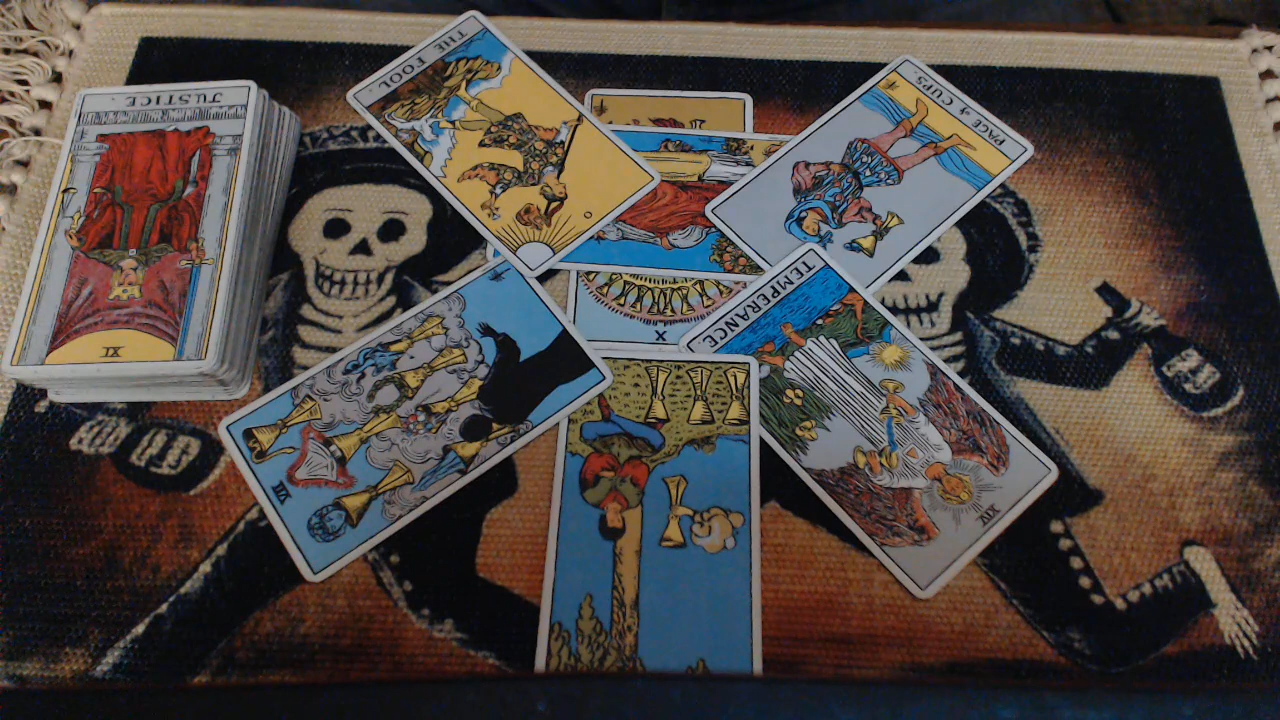 THE FOOL.
JUSTICE.
XI
PAGE of CUPS.
TEMPERANCE
XIV
X
VII